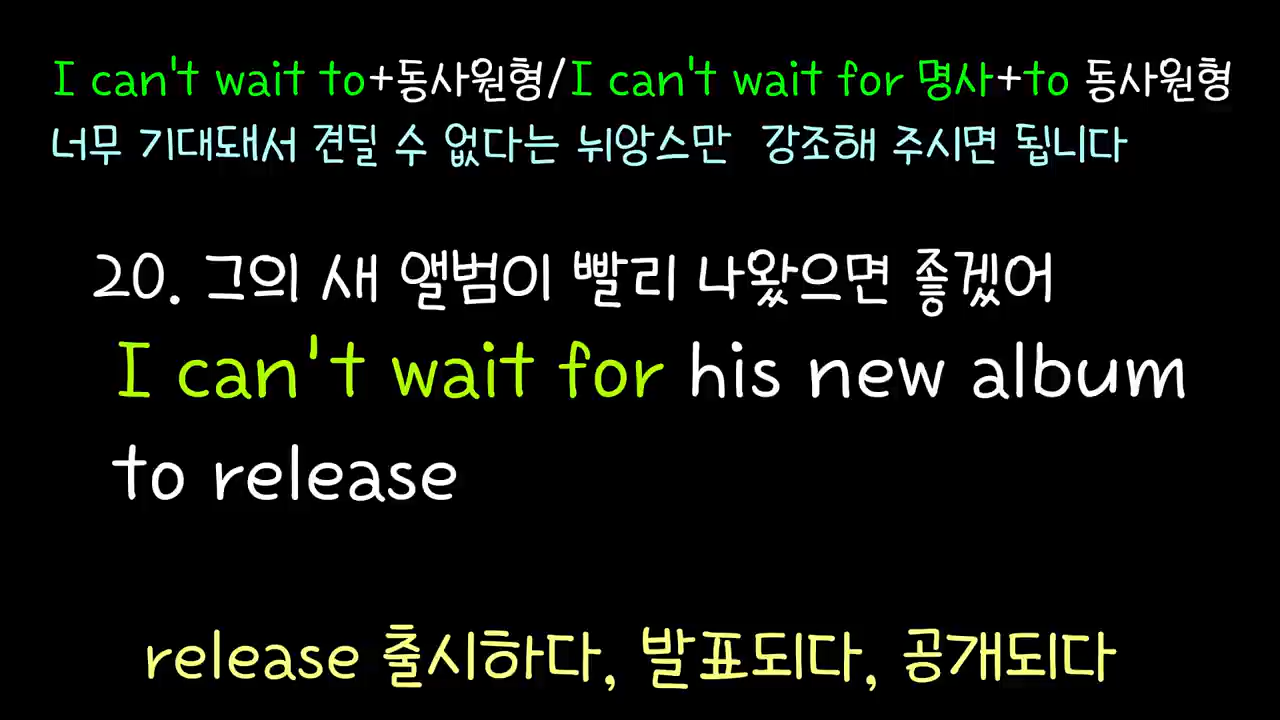 I can't wait to+동사원형/I can't wait for 명사+to 동사원형
너무 기대돼서 견딜 수 없다는 뉘앙스만 강조해 주시면 됩니다
20. 그의 새 앨범이 빨리 나왔으면 좋겠어
I can't wait for his new album
to release
release 출시하다, 발표되다, 공개되다